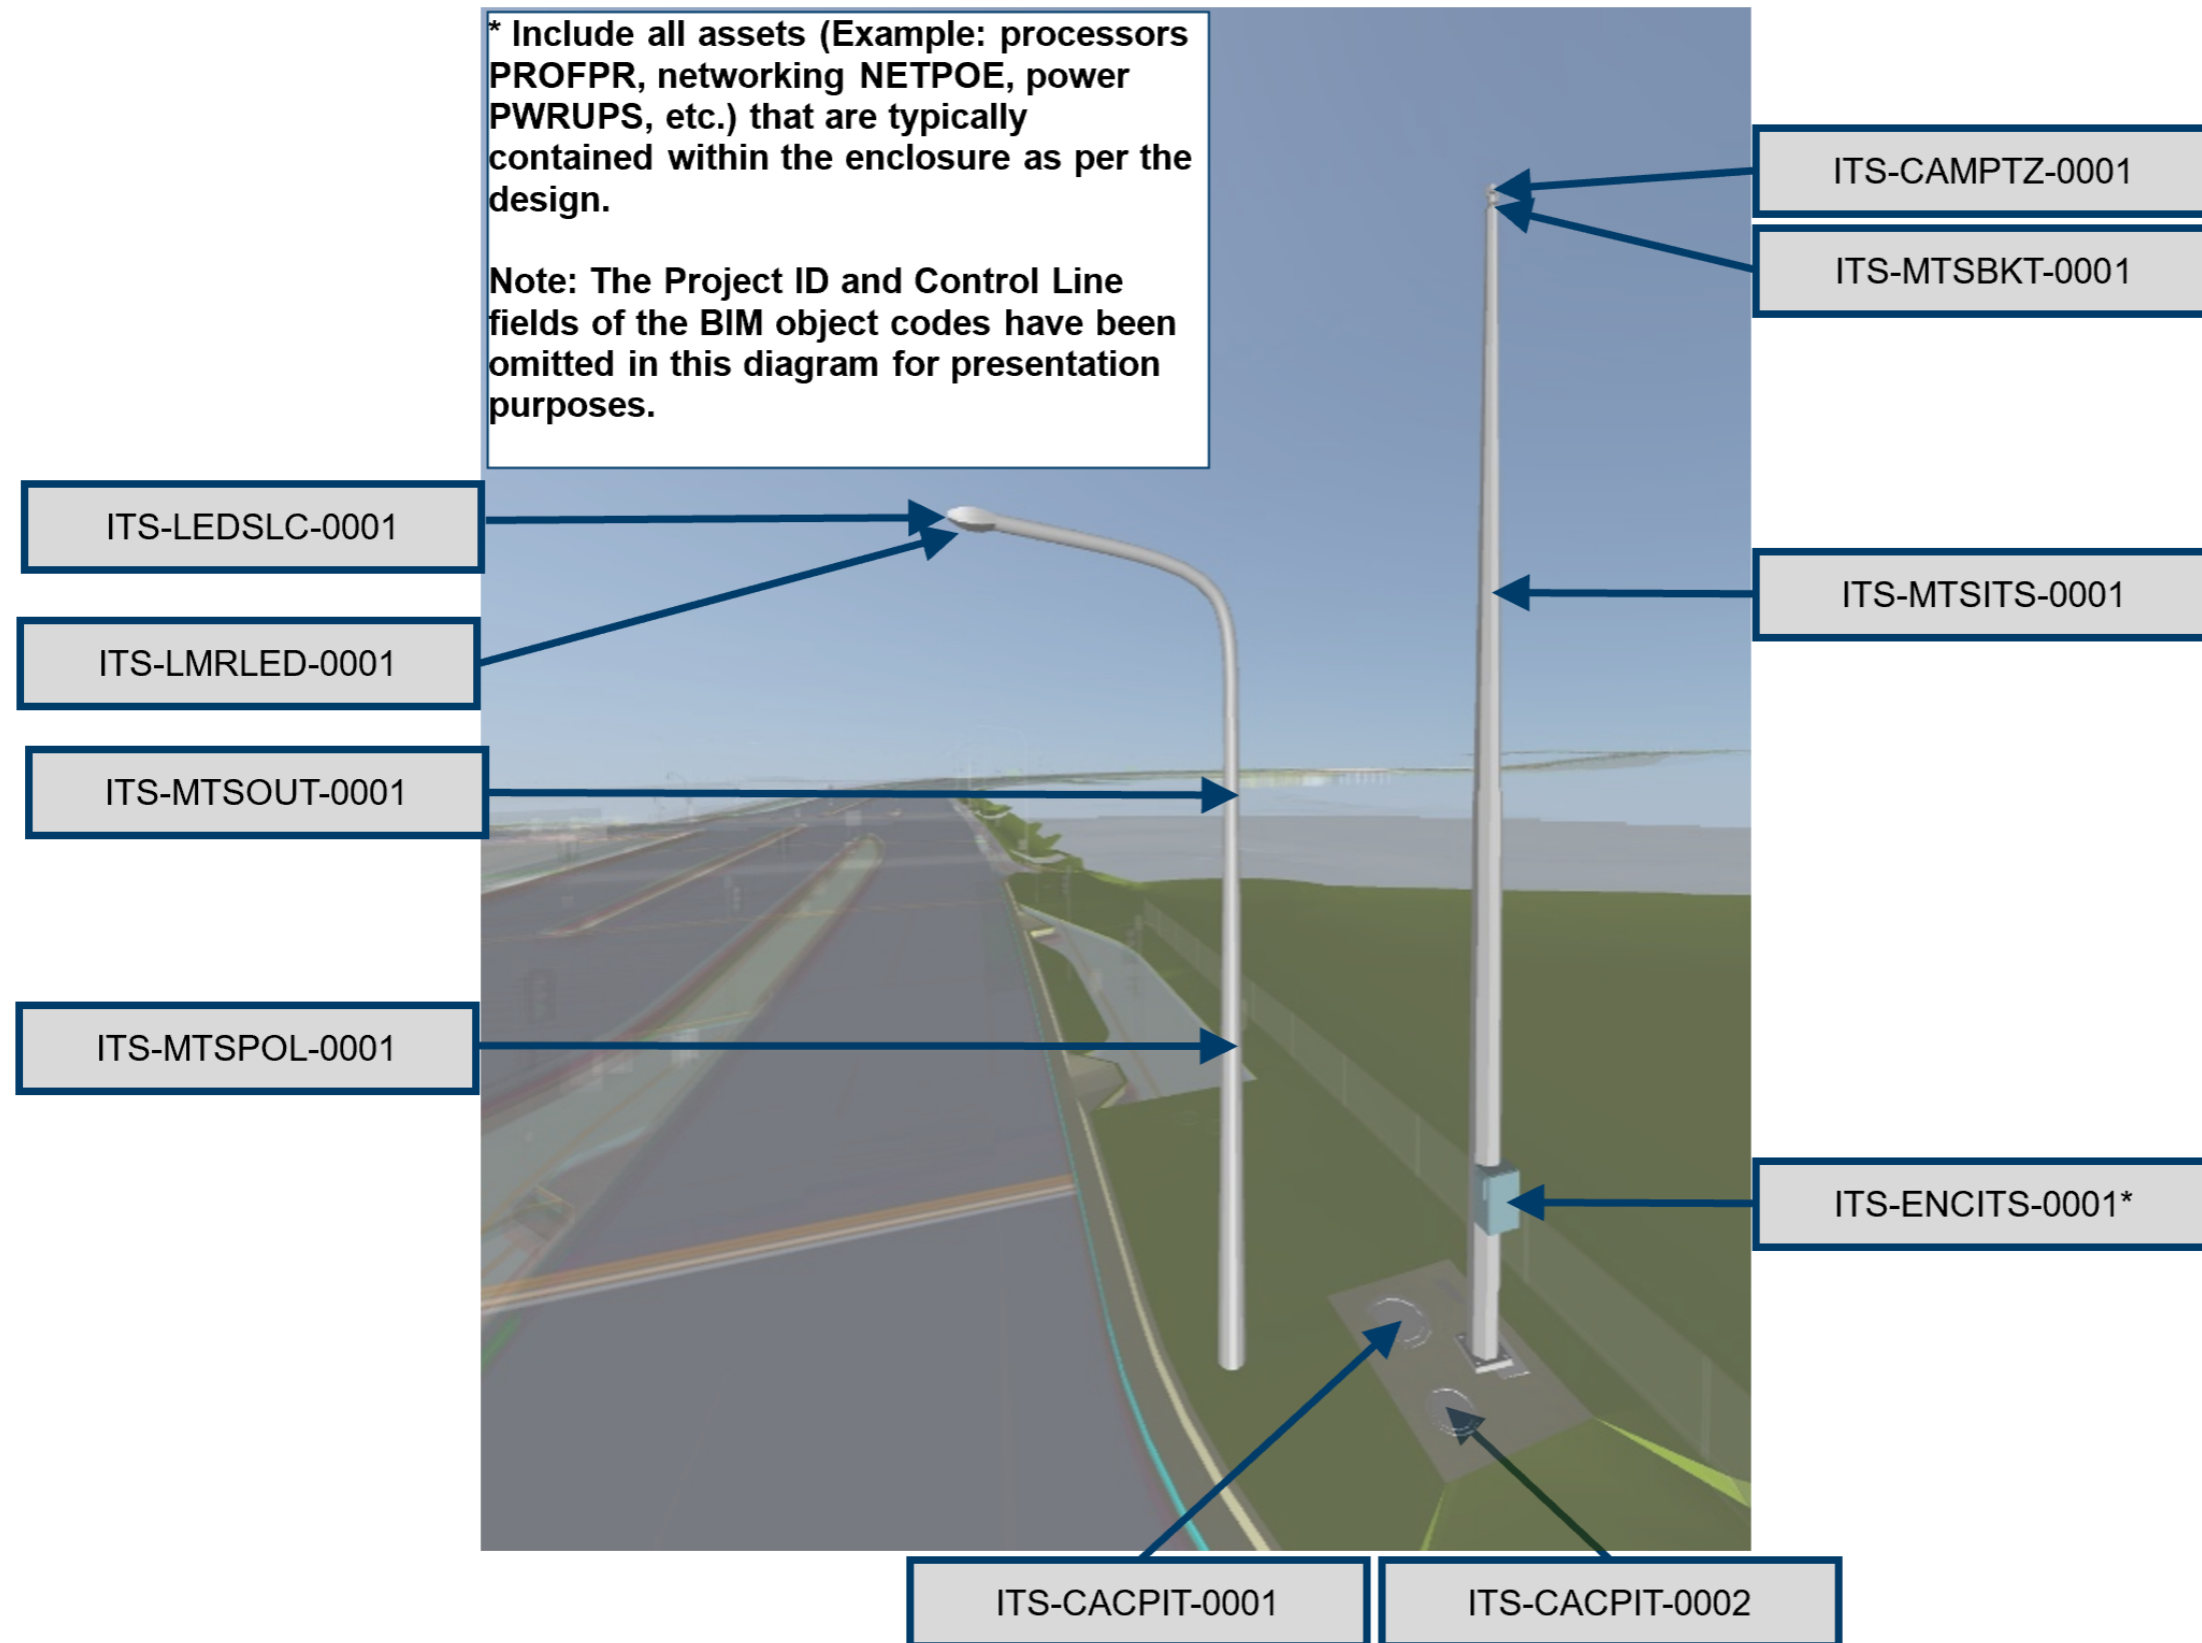 * Include all assets (Example: processors
PROFPR, networking NETPOE, power
PWRUPS, etc.) that are typically
contained within the enclosure as per the
design.
Note: The Project ID and Control Line
fields of the BIM object codes have been
omitted in this diagram for presentation
purposes.
ITS-CAMPTZ-0001
ITS-MTSBKT-0001
ITS-LEDSLC-0001
ITS-MTSITS-0001
ITS-LMRLED-0001
ITS-MTSOUT-0001
ITS-MTSPOL-0001
ITS-ENCITS-0001*
ITS-CACPIT-0001
ITS-CACPIT-0002